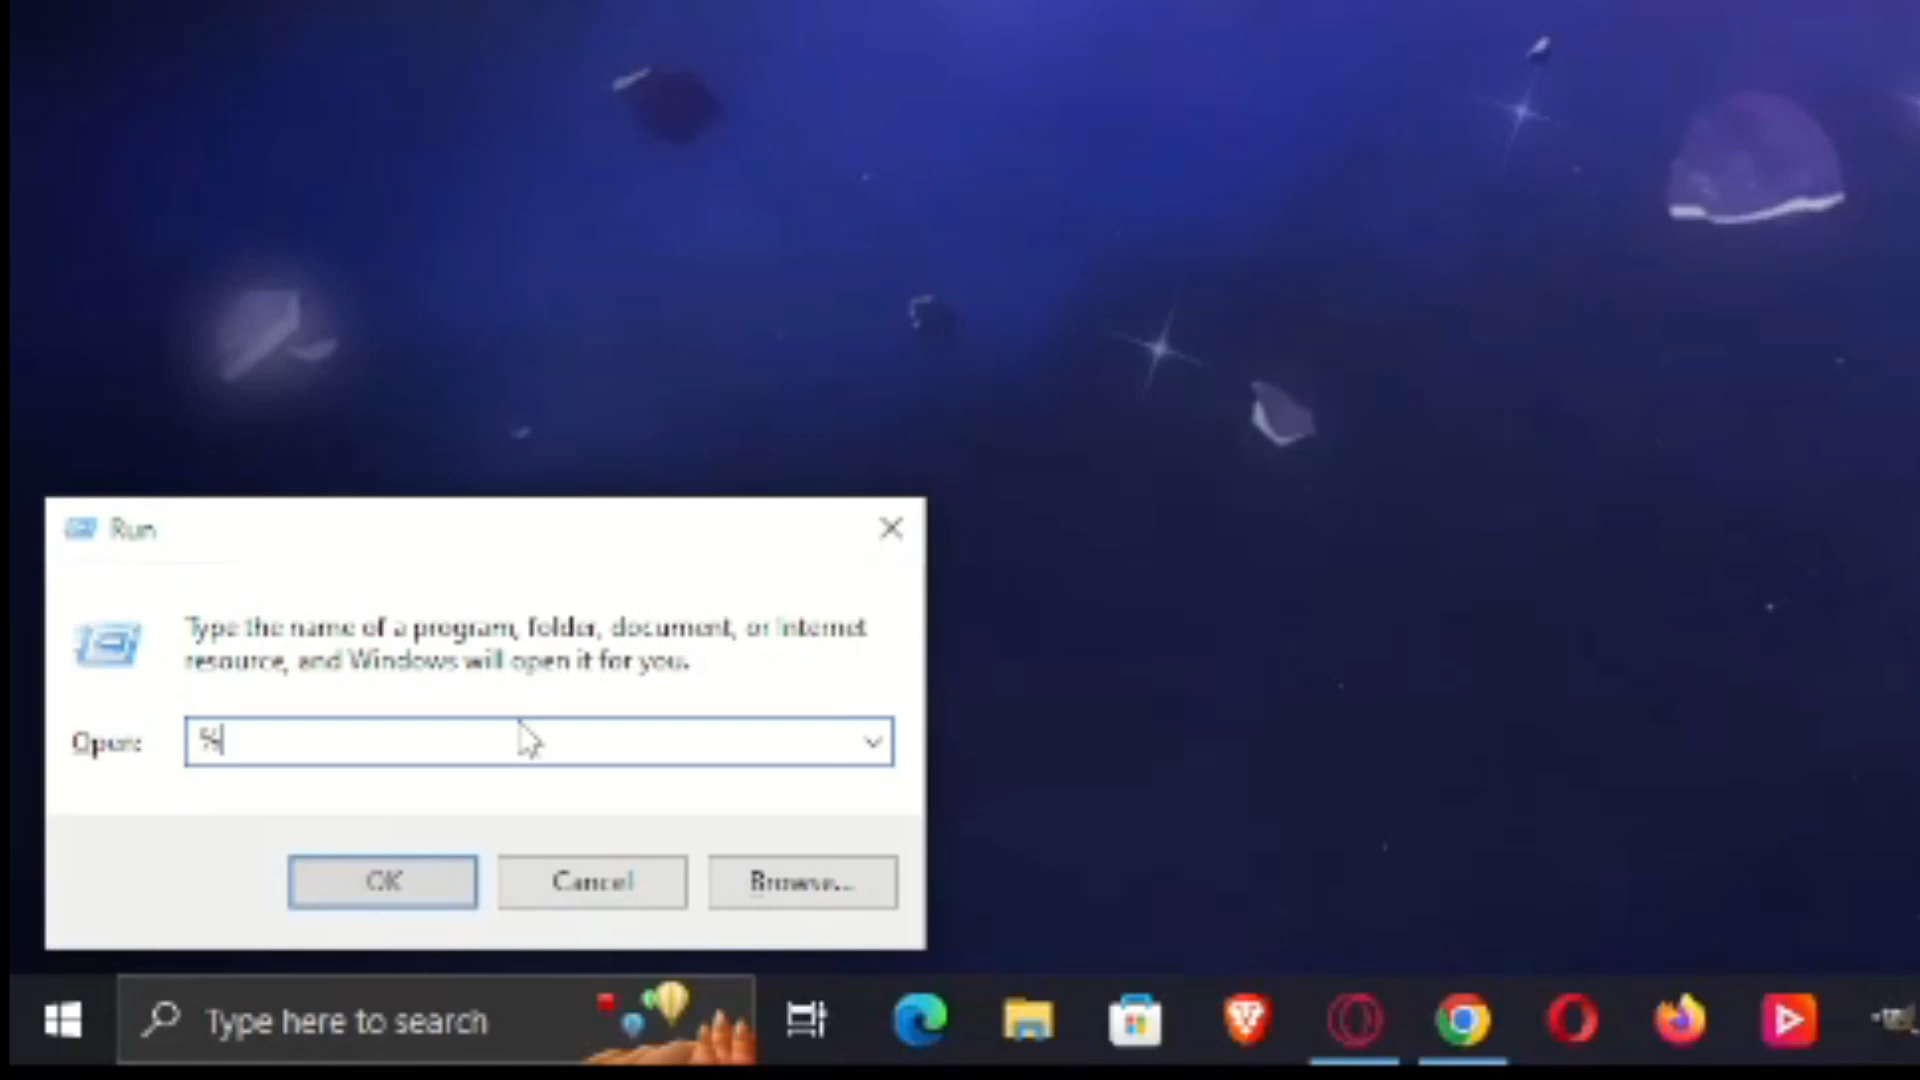 Run
Type the name of a program, folder, document, or Internet
resource, and Windows will open it for you.
Open: %
OK Cancel Browse...
Type here to search